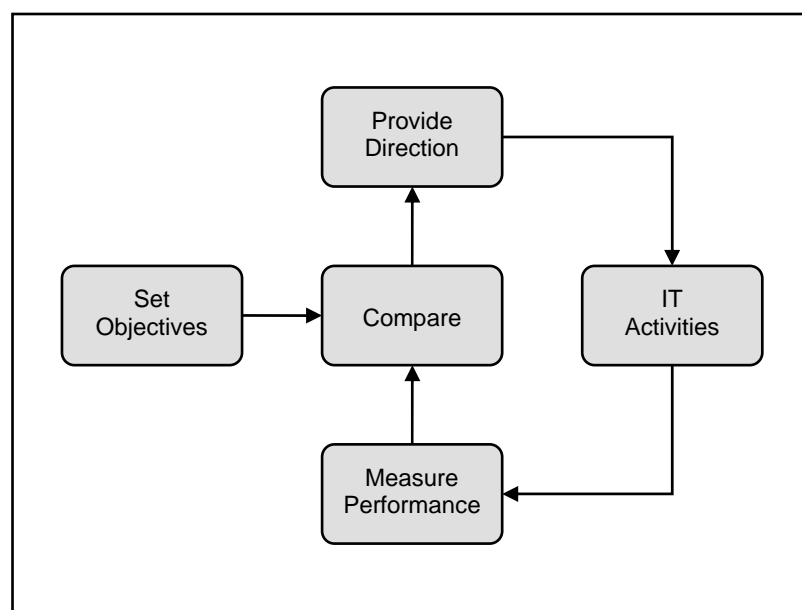 Provide
Direction
Set
Objectives
Compare
IT
Activities
Measure
Performance